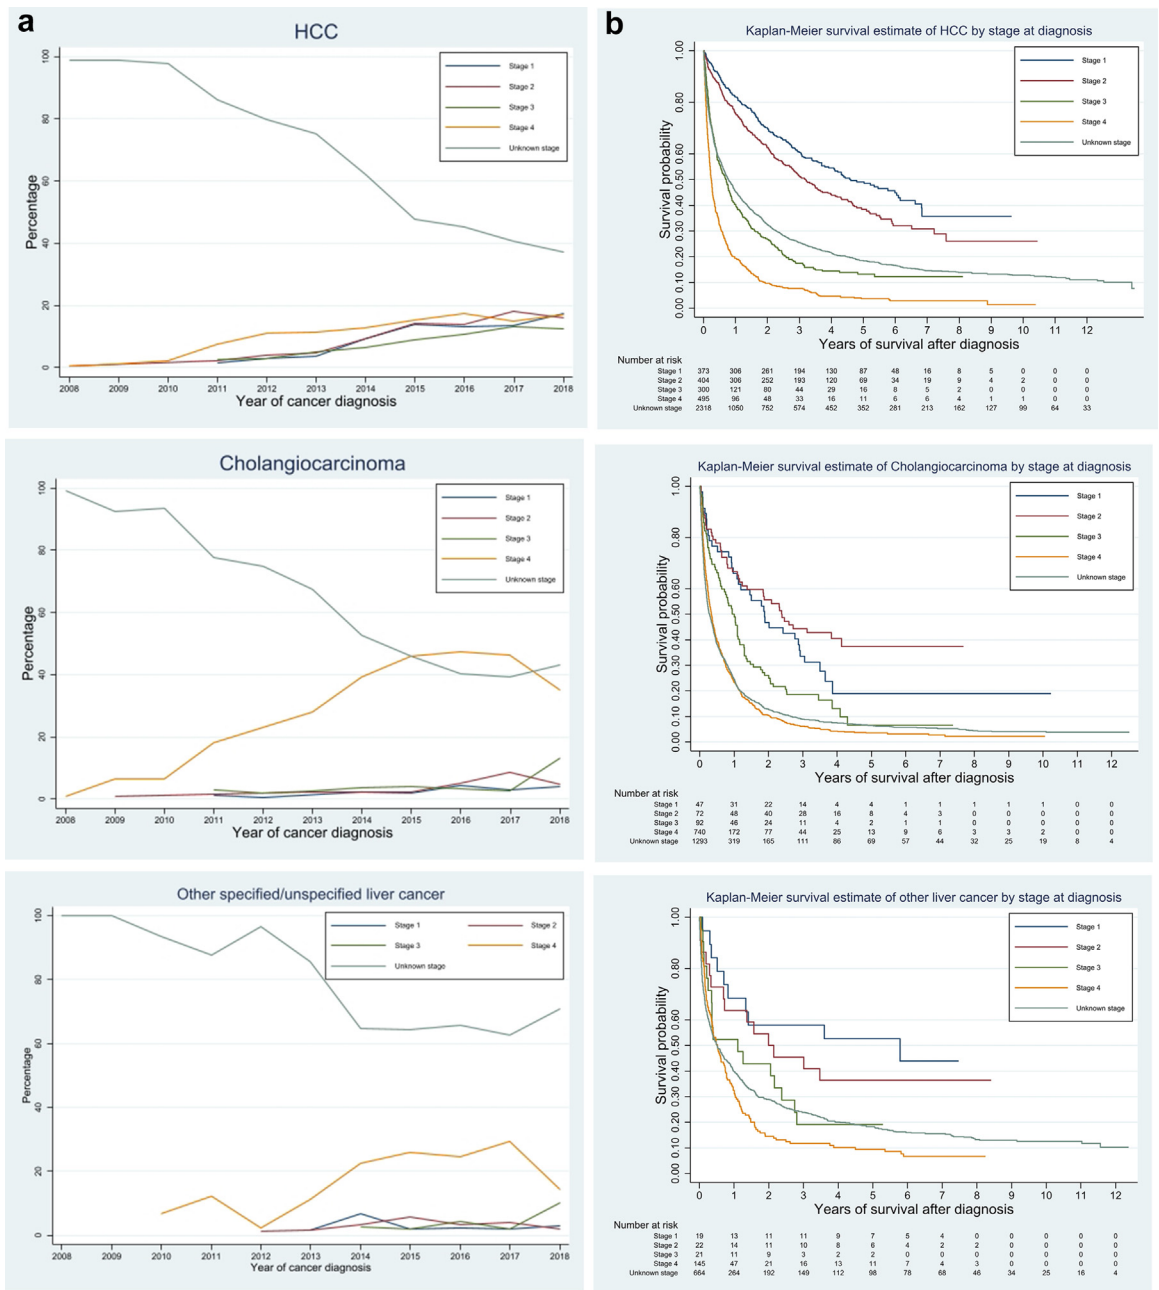 a
HCC
Stage 1
Stage 2
Stage 3
Stage 4
Unknown stage
Percentage
0 20 40 60 80 100
2008 2009 2010 2011 2012 2013 2014 2015 2016 2017 2018
Year of cancer diagnosis
b
Kaplan-Meier survival estimate of HCC by stage at diagnosis
Stage 1
Stage 2
Stage 3
Stage 4
Unknown stage
Survival probability
0.00 0.10 0.20 0.30 0.40 0.50 0.60 0.80 1.00
0 1 2 3 4 5 6 7 8 9 10 11 12
Years of survival after diagnosis
Number at risk
Stage 1 373 306 261 194 130 87 48 16 8 5 0 0 0
Stage 2 404 306 252 193 120 69 34 19 9 4 2 0 0
Stage 3 300 121 80 44 29 16 8 5 2 0 0 0 0
Stage 4 495 96 48 33 16 11 6 6 4 1 1 0 0
Unknown stage 2318 1050 752 574 452 352 281 213 162 127 99 64 33
Cholangiocarcinoma
Stage 1
Stage 2
Stage 3
Stage 4
Unknown stage
Percentage
0 20 40 60 80 100
2008 2009 2010 2011 2012 2013 2014 2015 2016 2017 2018
Year of cancer diagnosis
Kaplan-Meier survival estimate of Cholangiocarcinoma by stage at diagnosis
Stage 1
Stage 2
Stage 3
Stage 4
Unknown stage
Survival probability
0.00 0.10 0.20 0.30 0.40 0.50 0.60 0.80 1.00
0 1 2 3 4 5 6 7 8 9 10 11 12
Years of survival after diagnosis
Number at risk
Stage 1 47 31 22 14 4 4 1 1 1 1 1 0 0
Stage 2 72 48 40 28 16 8 4 3 0 0 0 0 0
Stage 3 92 46 24 11 4 2 1 1 0 0 0 0 0
Stage 4 740 172 77 44 25 13 9 6 3 3 2 0 0
Unknown stage 1293 319 165 111 86 69 57 44 32 25 19 8 4
Other specified/unspecified liver cancer
Stage 1 Stage 2
Stage 3 Stage 4
Unknown stage
Percentage
0 20 40 60 80 100
2008 2009 2010 2011 2012 2013 2014 2015 2016 2017 2018
Year of cancer diagnosis
Kaplan-Meier survival estimate of other liver cancer by stage at diagnosis
Stage 1
Stage 2
Stage 3
Stage 4
Unknown stage
Survival probability
0.00 0.10 0.20 0.30 0.40 0.50 0.60 0.80 1.00
0 1 2 3 4 5 6 7 8 9 10 11 12
Years of survival after diagnosis
Number at risk
Stage 1 19 13 11 11 9 7 5 4 0 0 0 0 0
Stage 2 22 14 11 10 8 6 4 2 2 0 0 0 0
Stage 3 21 11 9 3 2 2 0 0 0 0 0 0 0
Stage 4 145 47 21 16 13 11 7 4 3 0 0 0 0
Unknown stage 664 264 192 149 112 98 78 68 46 34 25 16 4